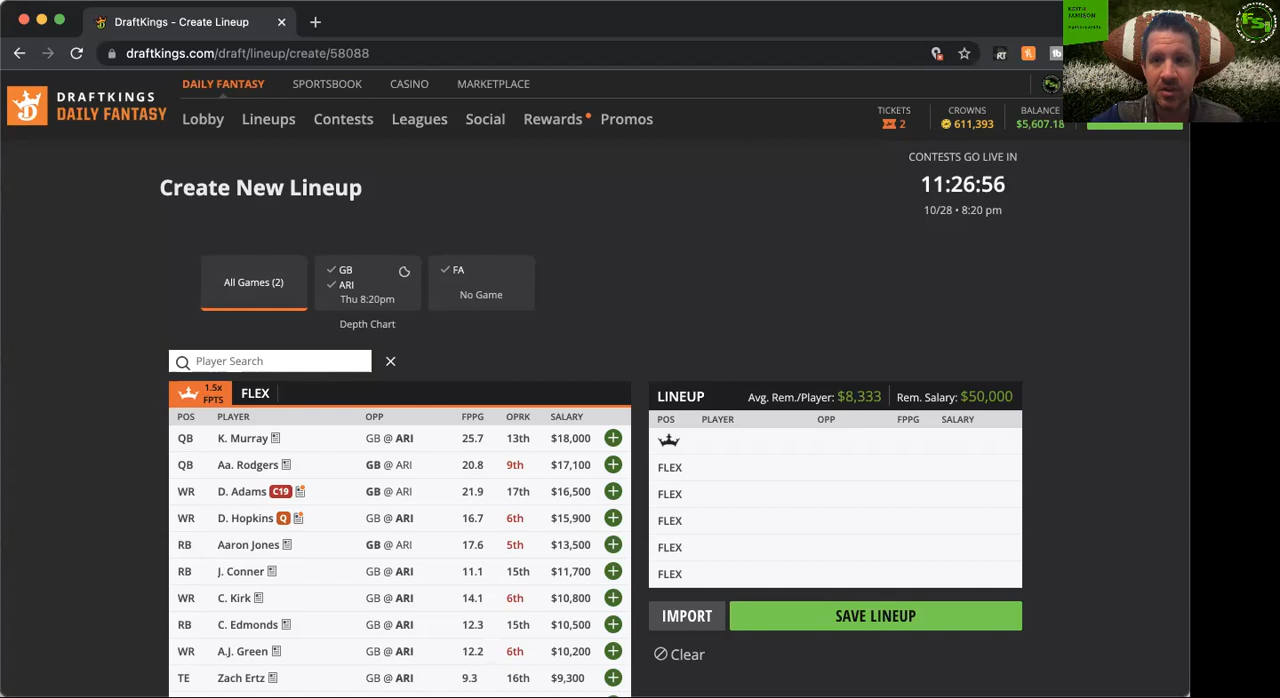 DraftKings - Create Lineup
draftkings.com/draft/lineup/create/58088
RT
KEITH
JAMISON
FSI
DAILY FANTASY
SPORTSBOOK
CASINO
MARKETPLACE
DRAFTKINGS
DAILY FANTASY
Lobby
Lineups
Contests
Leagues
Social
Rewards
Promos
TICKETS
2
CROWNS
611,393
BALANCE
$5,607.18
Create New Lineup
CONTESTS GO LIVE IN
11:26:56
10/28 • 8:20 pm
All Games (2)
GB
ARI
Thu 8:20pm
FA
No Game
Depth Chart
Player Search
1.5x
FPTS
FLEX
POS PLAYER OPP FPPG OPRK SALARY
QB K. Murray GB @ ARI 25.7 13th $18,000
QB Aa. Rodgers GB @ ARI 20.8 9th $17,100
WR D. Adams C19 GB @ ARI 21.9 17th $16,500
WR D. Hopkins Q GB @ ARI 16.7 6th $15,900
RB Aaron Jones GB @ ARI 17.6 5th $13,500
RB J. Conner GB @ ARI 11.1 15th $11,700
WR C. Kirk GB @ ARI 14.1 6th $10,800
RB C. Edmonds GB @ ARI 12.3 15th $10,500
WR A.J. Green GB @ ARI 12.2 6th $10,200
TE Zach Ertz GB @ ARI 9.3 16th $9,300
LINEUP Avg. Rem./Player: $8,333 Rem. Salary: $50,000
POS PLAYER OPP FPPG SALARY
FLEX
FLEX
FLEX
FLEX
FLEX
IMPORT
SAVE LINEUP
Clear